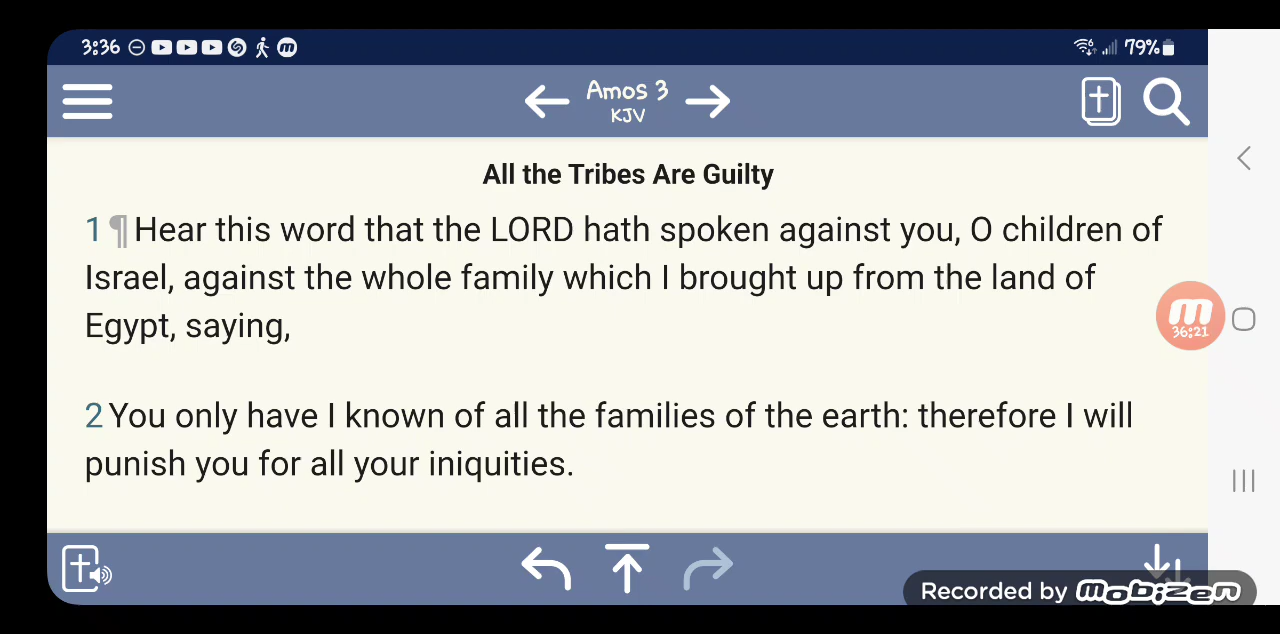 3:36
79%
Amos 3
KJV
All the Tribes Are Guilty
1 ¶ Hear this word that the LORD hath spoken against you, O children of
Israel, against the whole family which I brought up from the land of
Egypt, saying,
36:21
2 You only have I known of all the families of the earth: therefore I will
punish you for all your iniquities.
Recorded by mobizen